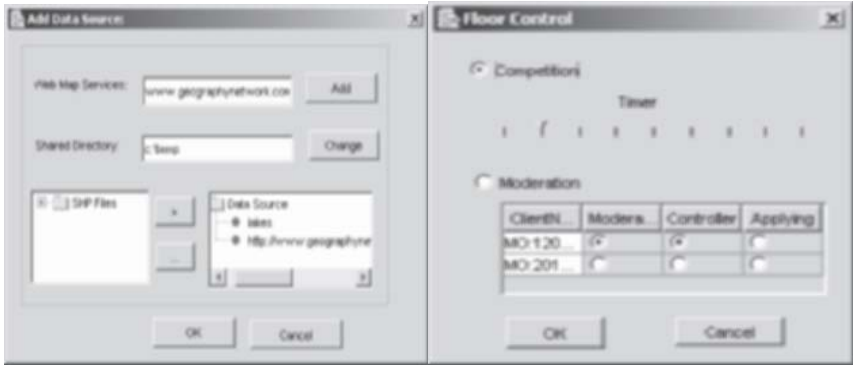 Add Data Source
Web Map Services:
www.geographynetwork.com
Add
Shared Directory:
c:\temp
Change
SHP Files
>
Data Source
lakes
http://www.geographyne
OK
Cancel
Floor Control
Competition
Timer
Moderation
ClientN... Modera... Controller Applying
MO:120...
MO:201...
OK
Cancel